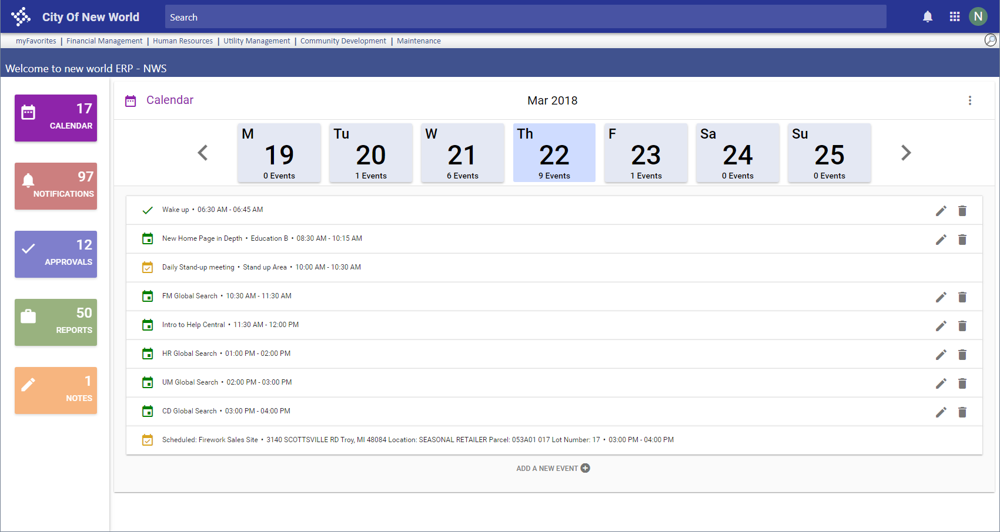 City Of New World
Search
N
myFavorites | Financial Management | Human Resources | Utility Management | Community Development | Maintenance
Welcome to new world ERP - NWS
17
CALENDAR
97
NOTIFICATIONS
12
APPROVALS
50
REPORTS
1
NOTES
Calendar
Mar 2018
M
19
0 Events
Tu
20
1 Events
W
21
6 Events
Th
22
9 Events
F
23
1 Events
Sa
24
0 Events
Su
25
0 Events
Wake up • 06:30 AM - 06:45 AM
New Home Page in Depth • Education B • 08:30 AM - 10:15 AM
Daily Stand-up meeting • Stand up Area • 10:00 AM - 10:30 AM
FM Global Search • 10:30 AM - 11:30 AM
Intro to Help Central • 11:30 AM - 12:00 PM
HR Global Search • 01:00 PM - 02:00 PM
UM Global Search • 02:00 PM - 03:00 PM
CD Global Search • 03:00 PM - 04:00 PM
Scheduled: Firework Sales Site • 3140 SCOTTSVILLE RD Troy, MI 48084 Location: SEASONAL RETAILER Parcel: 053A01 017 Lot Number: 17 • 03:00 PM - 04:00 PM
ADD A NEW EVENT